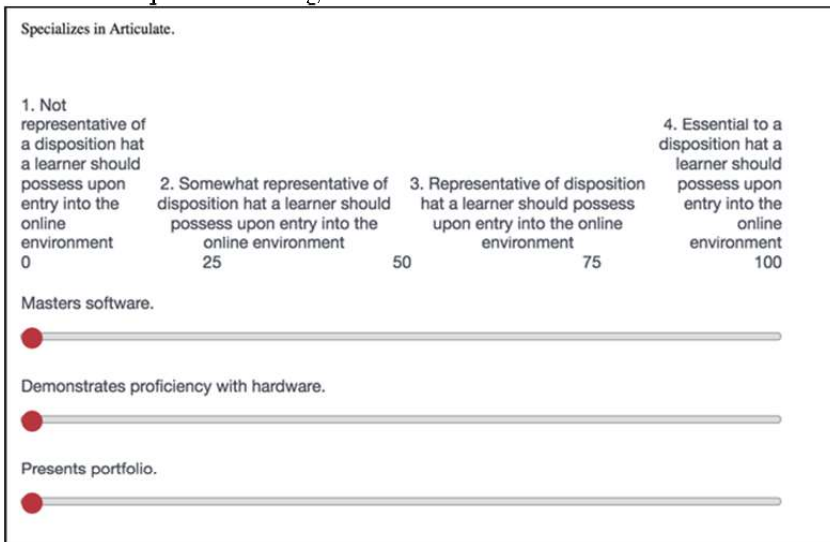 Specializes in Articulate.
1. Not
representative of
a disposition hat
a learner should
possess upon
entry into the
online
environment
2. Somewhat representative of
disposition hat a learner should
possess upon entry into the
online environment
3. Representative of disposition
hat a learner should possess
upon entry into the online
environment
4. Essential to a
disposition hat a
learner should
possess upon
entry into the
online
environment
0 25 50 75 100
Masters software.
Demonstrates proficiency with hardware.
Presents portfolio.